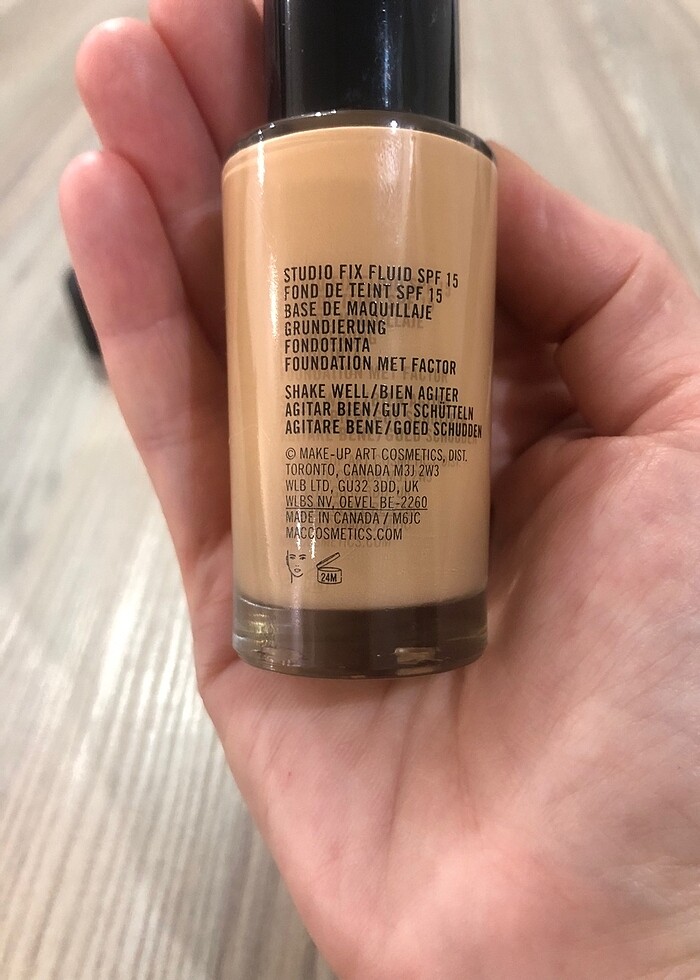 STUDIO FIX FLUID SPF 15
FOND DE TEINT SPF 15
BASE DE MAQUILLAJE
GRUNDIERUNG
FONDOTINTA
FOUNDATION MET FACTOR
SHAKE WELL/BIEN AGITER
AGITAR BIEN/GUT SCHÜTTELN
AGITARE BENE/GOED SCHUDDEN
© MAKE-UP ART COSMETICS, DIST.
TORONTO, CANADA M3J 2W3
WLB LTD, GU32 3DD, UK
WLBS NV, OEVEL BE-2260
MADE IN CANADA / M6JC
MACCOSMETICS.COM
24M